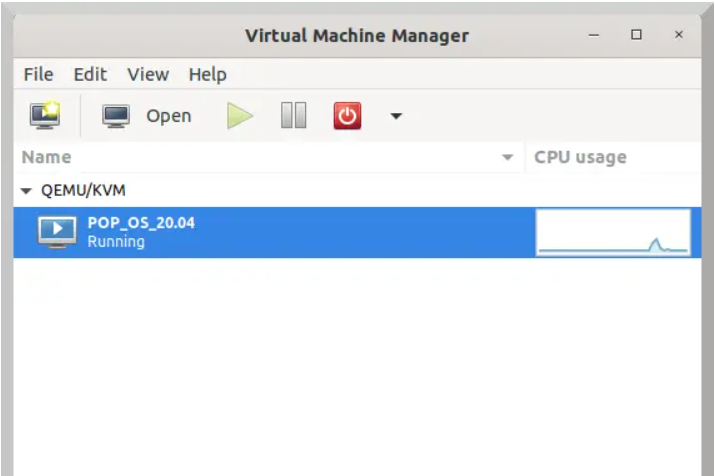 Virtual Machine Manager
File Edit View Help
Open
Name CPU usage
QEMU/KVM
POP_OS_20.04
Running